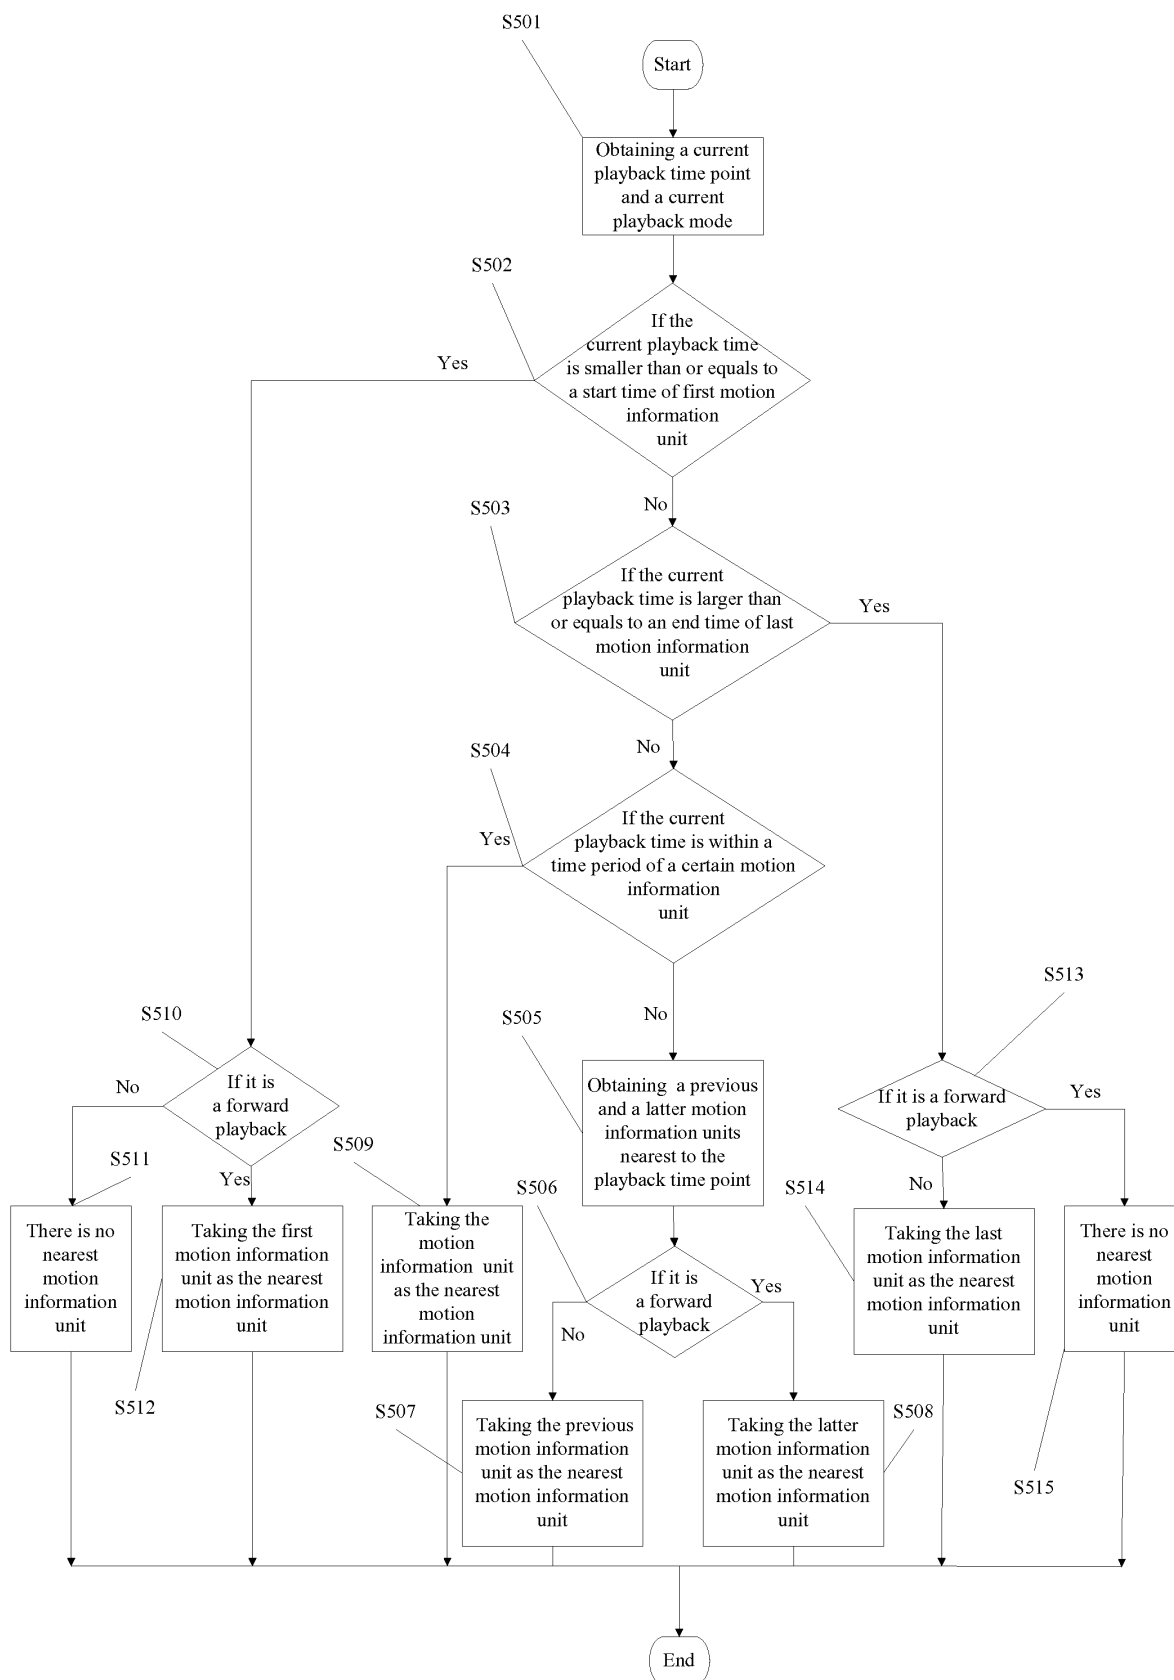 S501
Start
Obtaining a current
playback time point
and a current
playback mode
S502
If the
current playback time
is smaller than or equals to
a start time of first motion
information
unit
Yes
No
S503
If the current
playback time is larger than
or equals to an end time of last
motion information
unit
Yes
No
S504
If the current
playback time is within a
time period of a certain motion
information
unit
Yes
No
S510
If it is
a forward
playback
No
Yes
S505
Obtaining a previous
and a latter motion
information units
nearest to the
playback time point
S513
If it is a forward
playback
Yes
No
S511
There is no
nearest
motion
information
unit
Taking the first
motion information
unit as the nearest
motion information
unit
S512
S509
Taking the
motion
information unit
as the nearest
motion
information unit
S506
If it is
a forward
playback
Yes
No
S514
Taking the last
motion information
unit as the nearest
motion information
unit
There is no
nearest
motion
information
unit
S515
S507
Taking the previous
motion information
unit as the nearest
motion information
unit
Taking the latter
motion information
unit as the nearest
motion information
unit
S508
End